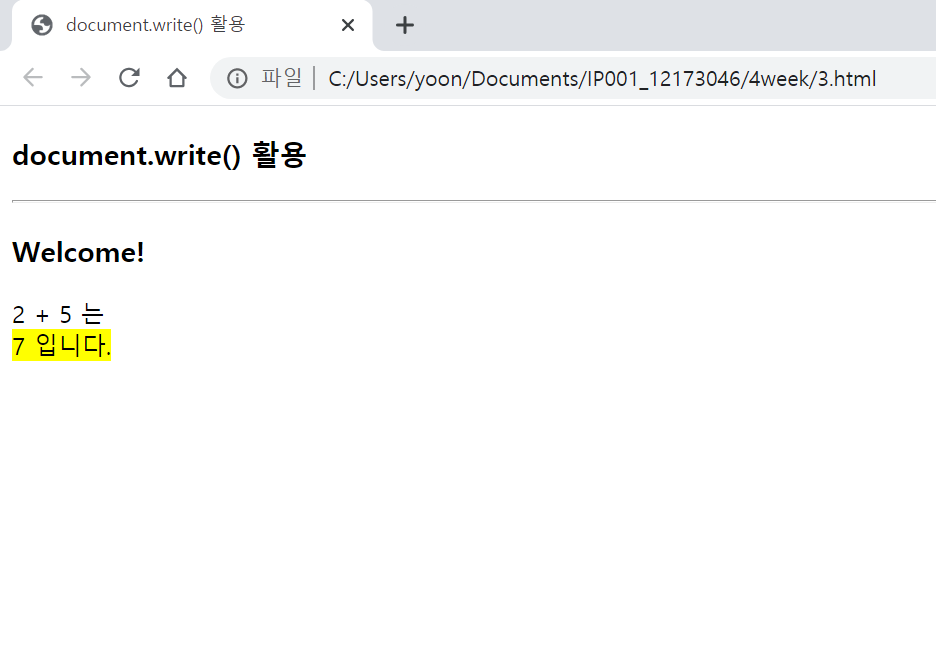 document.write() 활용
파일 | C:/Users/yoon/Documents/IP001_12173046/4week/3.html
document.write() 활용
Welcome!
2 + 5 는
7 입니다.